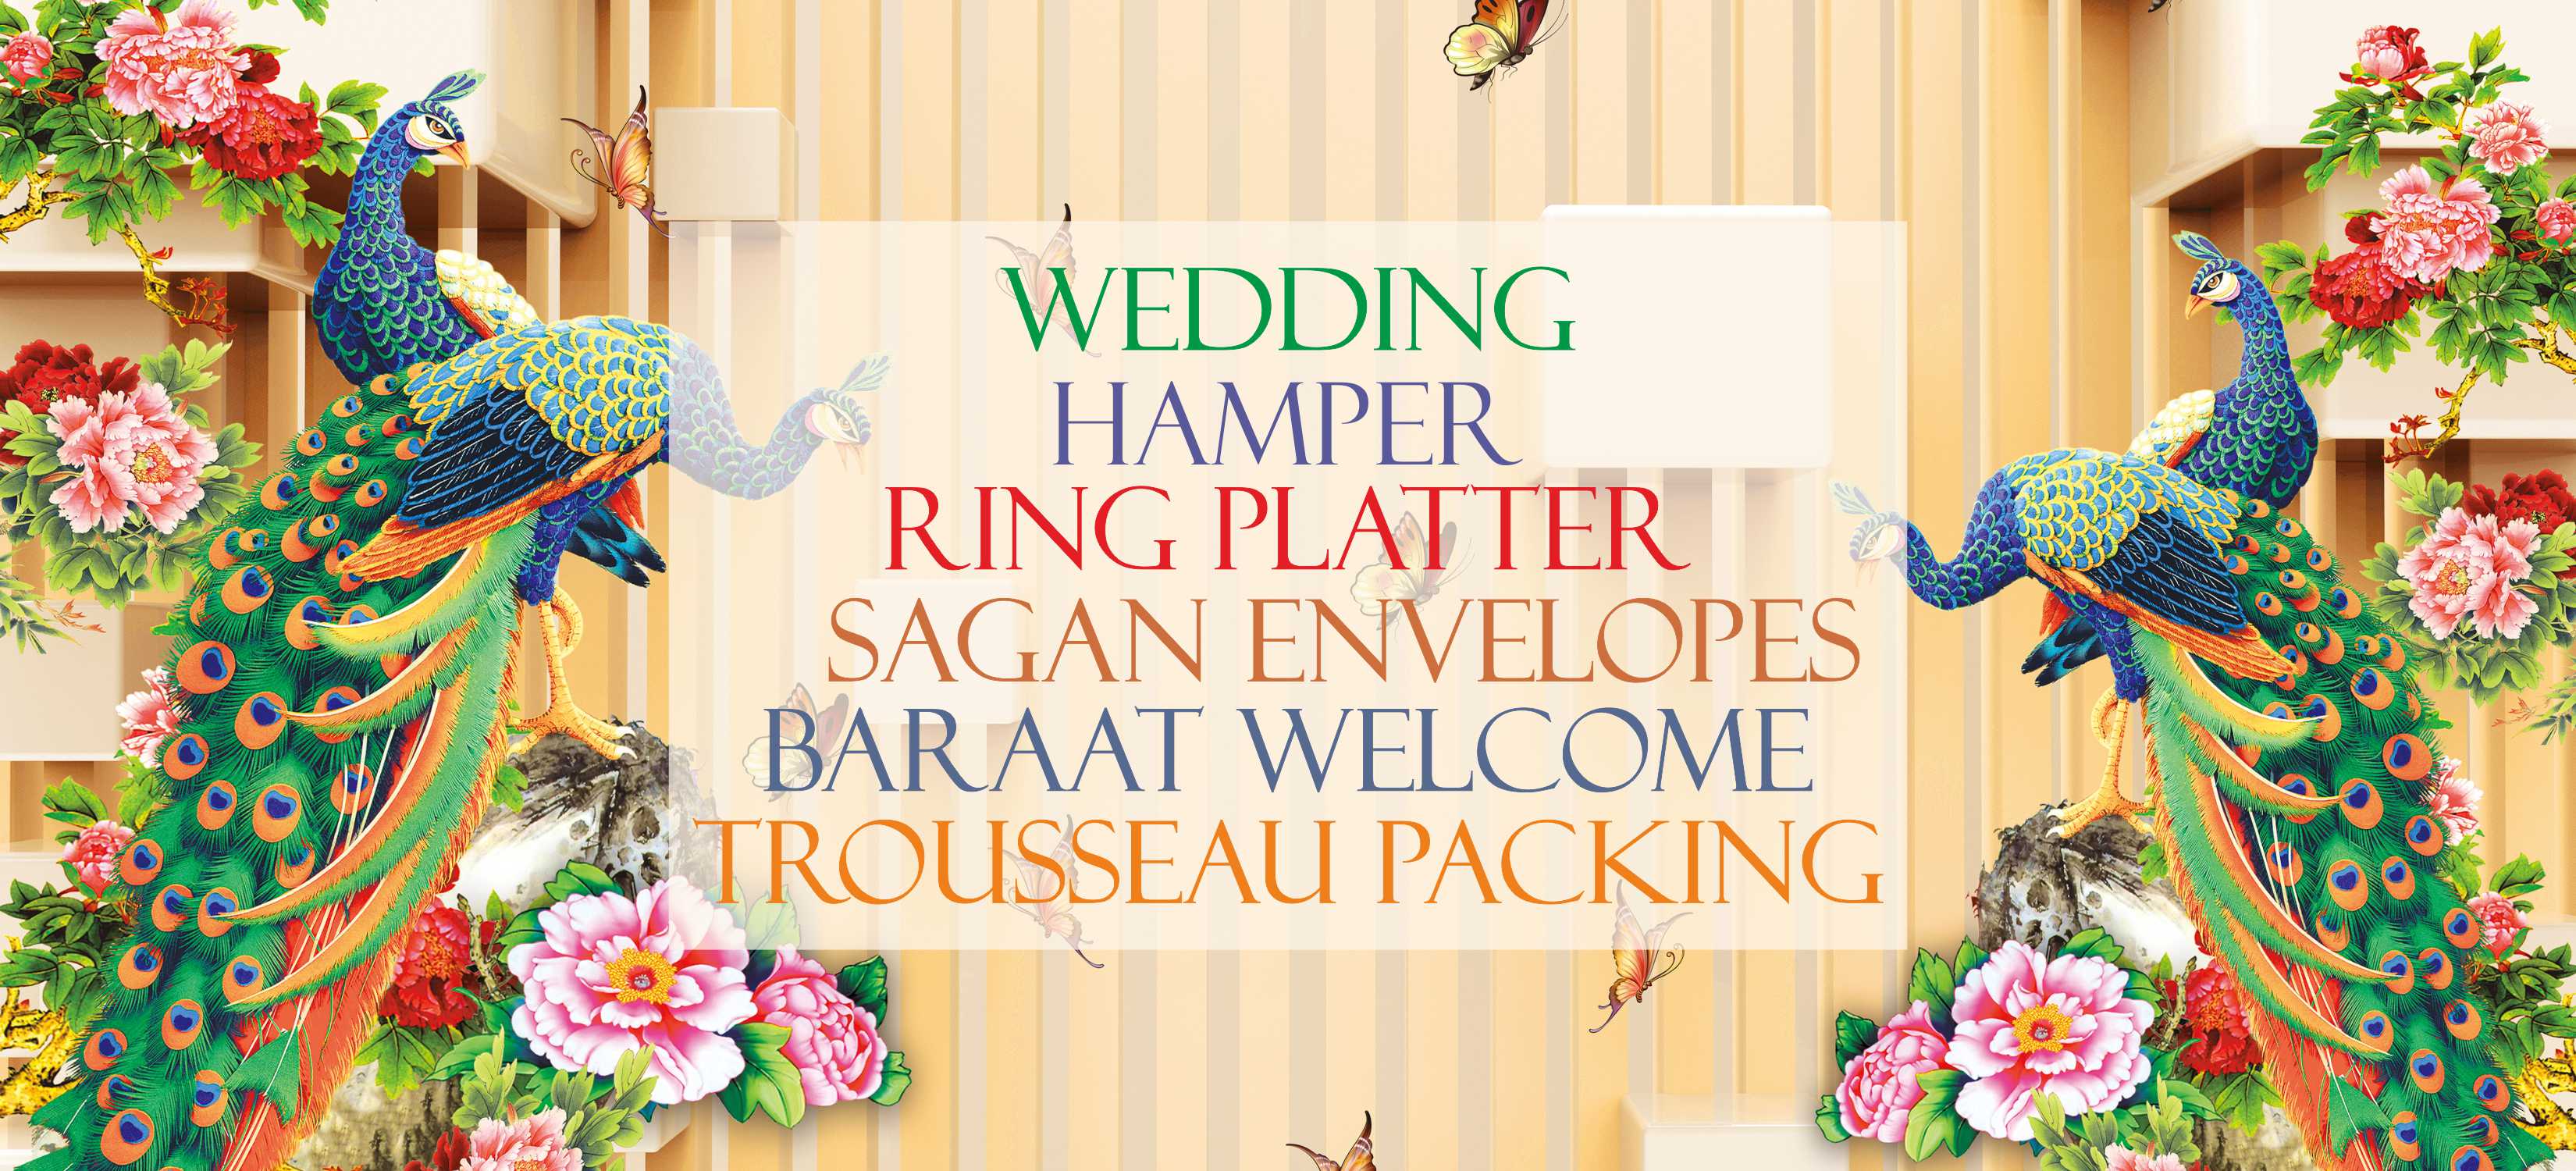 WEDDING
HAMPER
RING PLATTER
SAGAN ENVELOPES
BARAAT WELCOME
TROUSSEAU PACKING